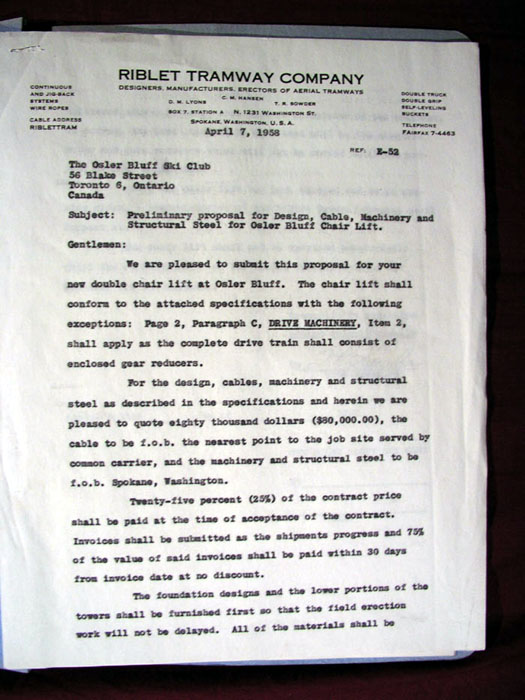 RIBLET TRAMWAY COMPANY
DESIGNERS, MANUFACTURERS, ERECTORS OF AERIAL TRAMWAYS
CONTINUOUS
AND JIG-BACK
SYSTEMS
WIRE ROPES
CABLE ADDRESS
RIBLETTRAM
D. M. LYONS C. M. HANSEN T. R. SOWDER
BOX 7, STATION A N. 1231 WASHINGTON ST.
SPOKANE, WASHINGTON, U. S. A.
DOUBLE TRUCK
DOUBLE GRIP
SELF-LEVELING
BUCKETS
TELEPHONE
FAIRFAX 7-4463
April 7, 1958
REF: E-52
The Osler Bluff Ski Club
56 Blake Street
Toronto 6, Ontario
Canada
Subject: Preliminary proposal for Design, Cable, Machinery and
Structural Steel for Osler Bluff Chair Lift.
Gentlemen:
We are pleased to submit this proposal for your
new double chair lift at Osler Bluff. The chair lift shall
conform to the attached specifications with the following
exceptions: Page 2, Paragraph C, DRIVE MACHINERY, Item 2,
shall apply as the complete drive train shall consist of
enclosed gear reducers.
For the design, cables, machinery and structural
steel as described in the specifications and herein we are
pleased to quote eighty thousand dollars ($80,000.00), the
cable to be f.o.b. the nearest point to the job site served by
common carrier, and the machinery and structural steel to be
f.o.b. Spokane, Washington.
Twenty-five percent (25%) of the contract price
shall be paid at the time of acceptance of the contract.
Invoices shall be submitted as the shipments progress and 75%
of the value of said invoices shall be paid within 30 days
from invoice date at no discount.
The foundation designs and the lower portions of the
towers shall be furnished first so that the field erection
work will not be delayed. All of the materials shall be